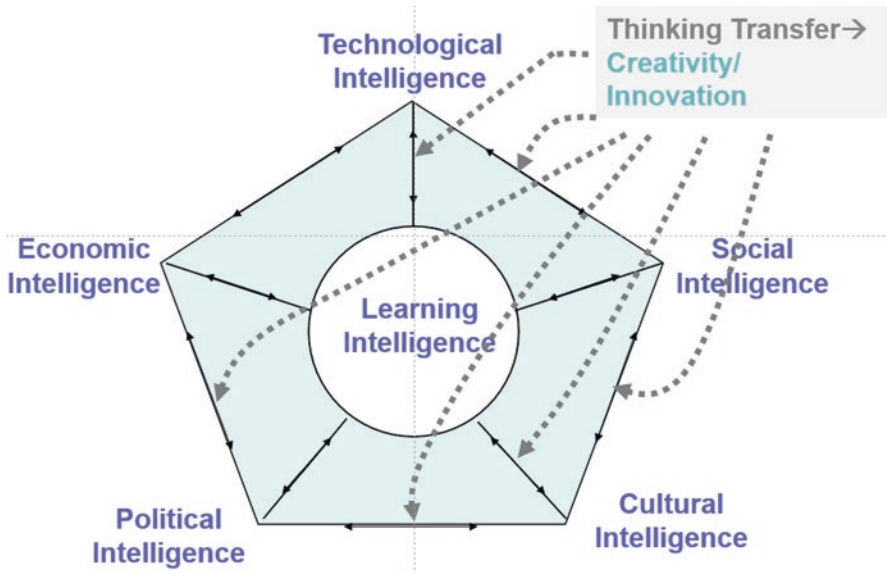 Thinking Transfer→
Creativity/
Innovation
Technological
Intelligence
Economic
Intelligence
Social
Intelligence
Learning
Intelligence
Political
Intelligence
Cultural
Intelligence